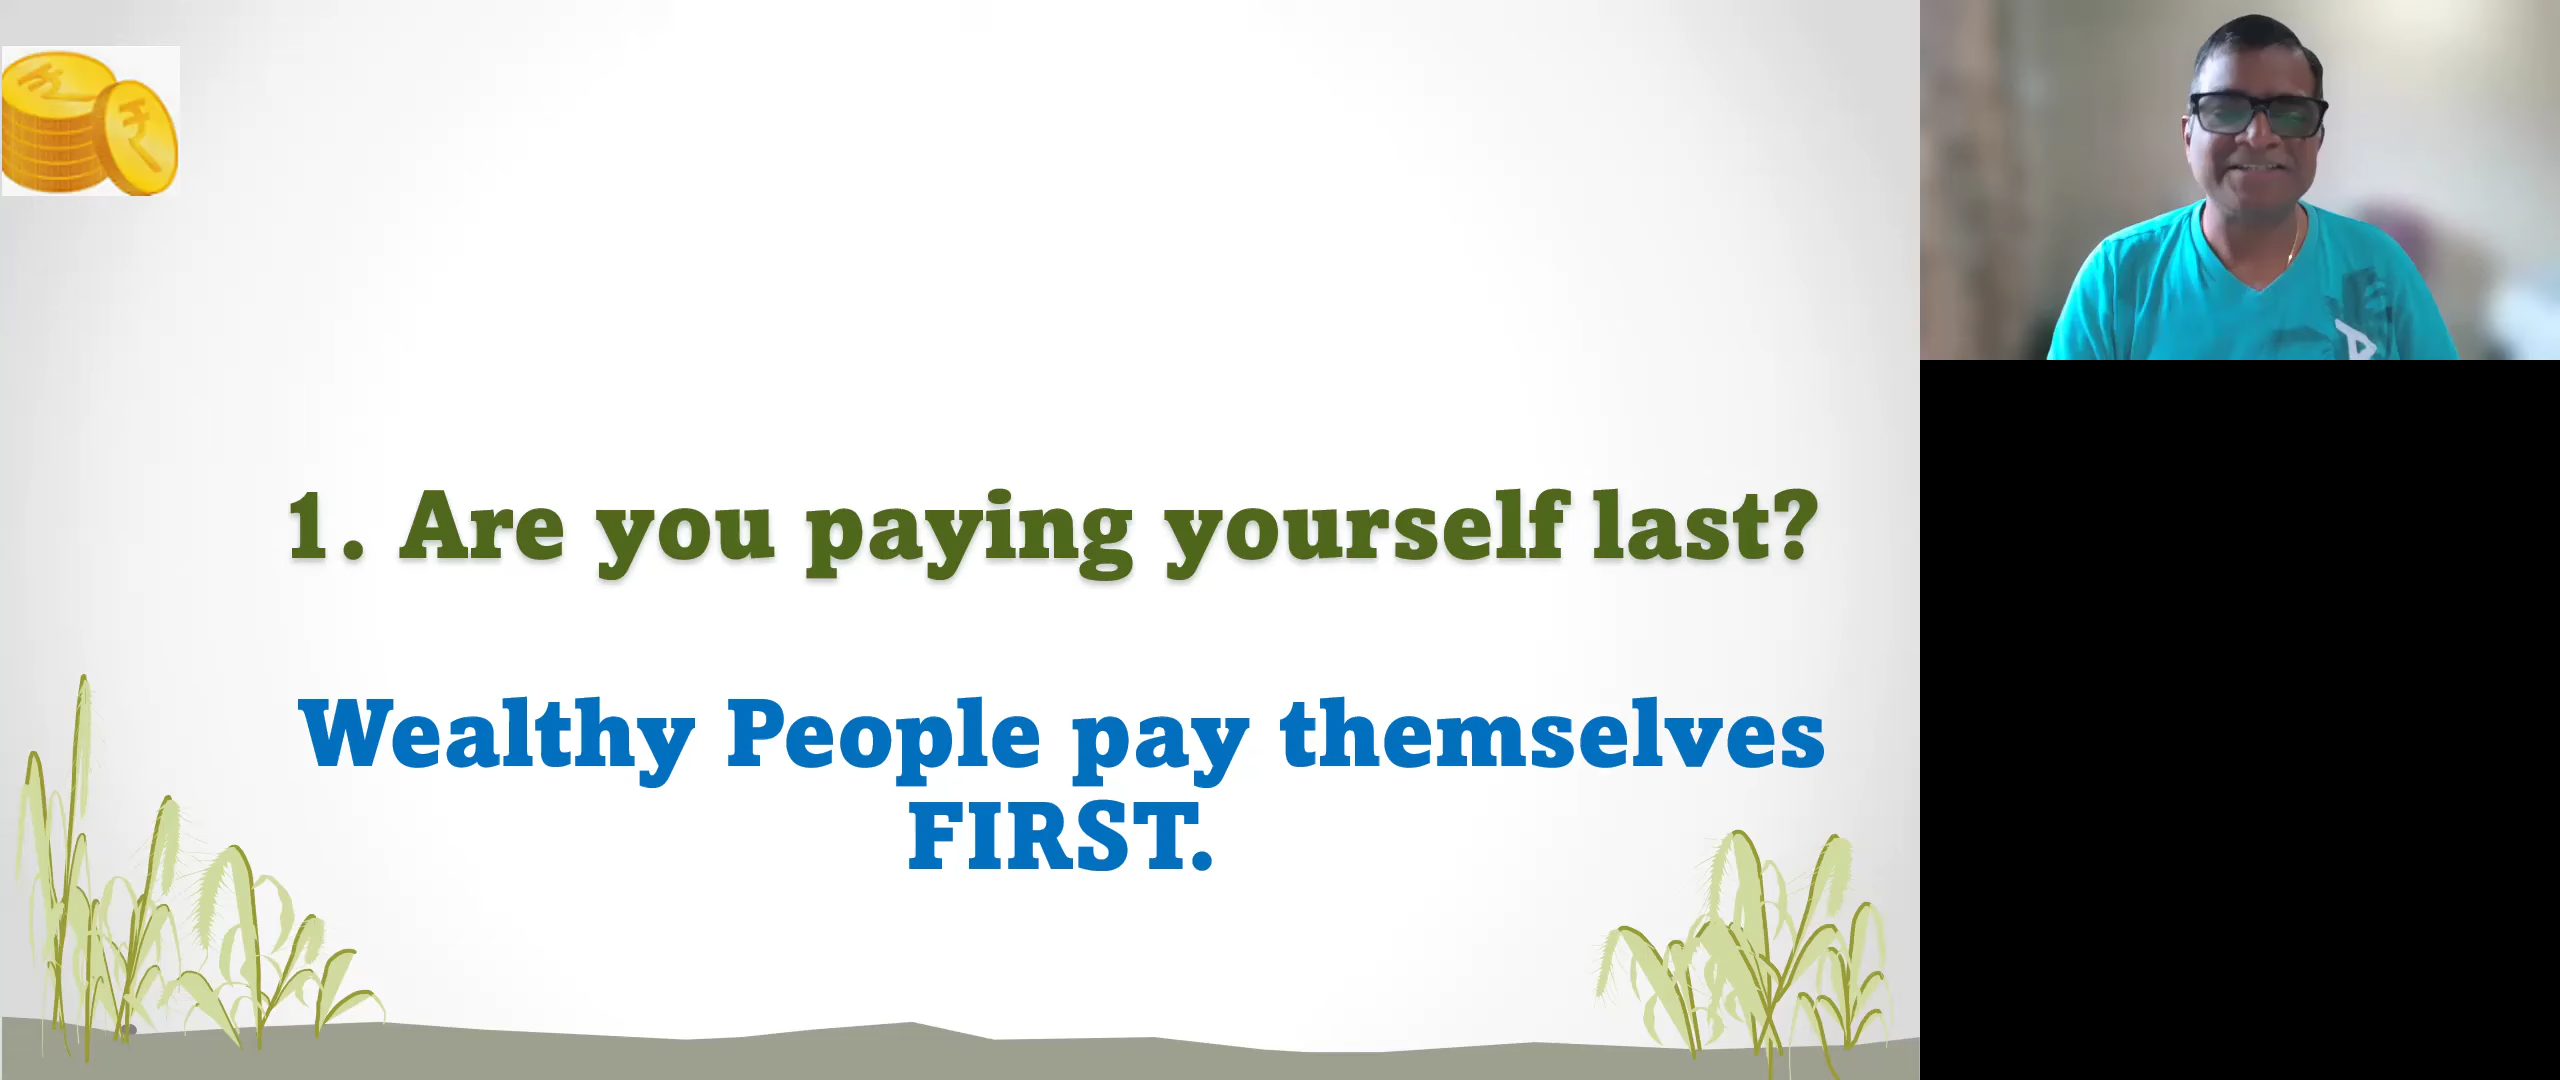 1. Are you paying yourself last?
Wealthy People pay themselves
FIRST.